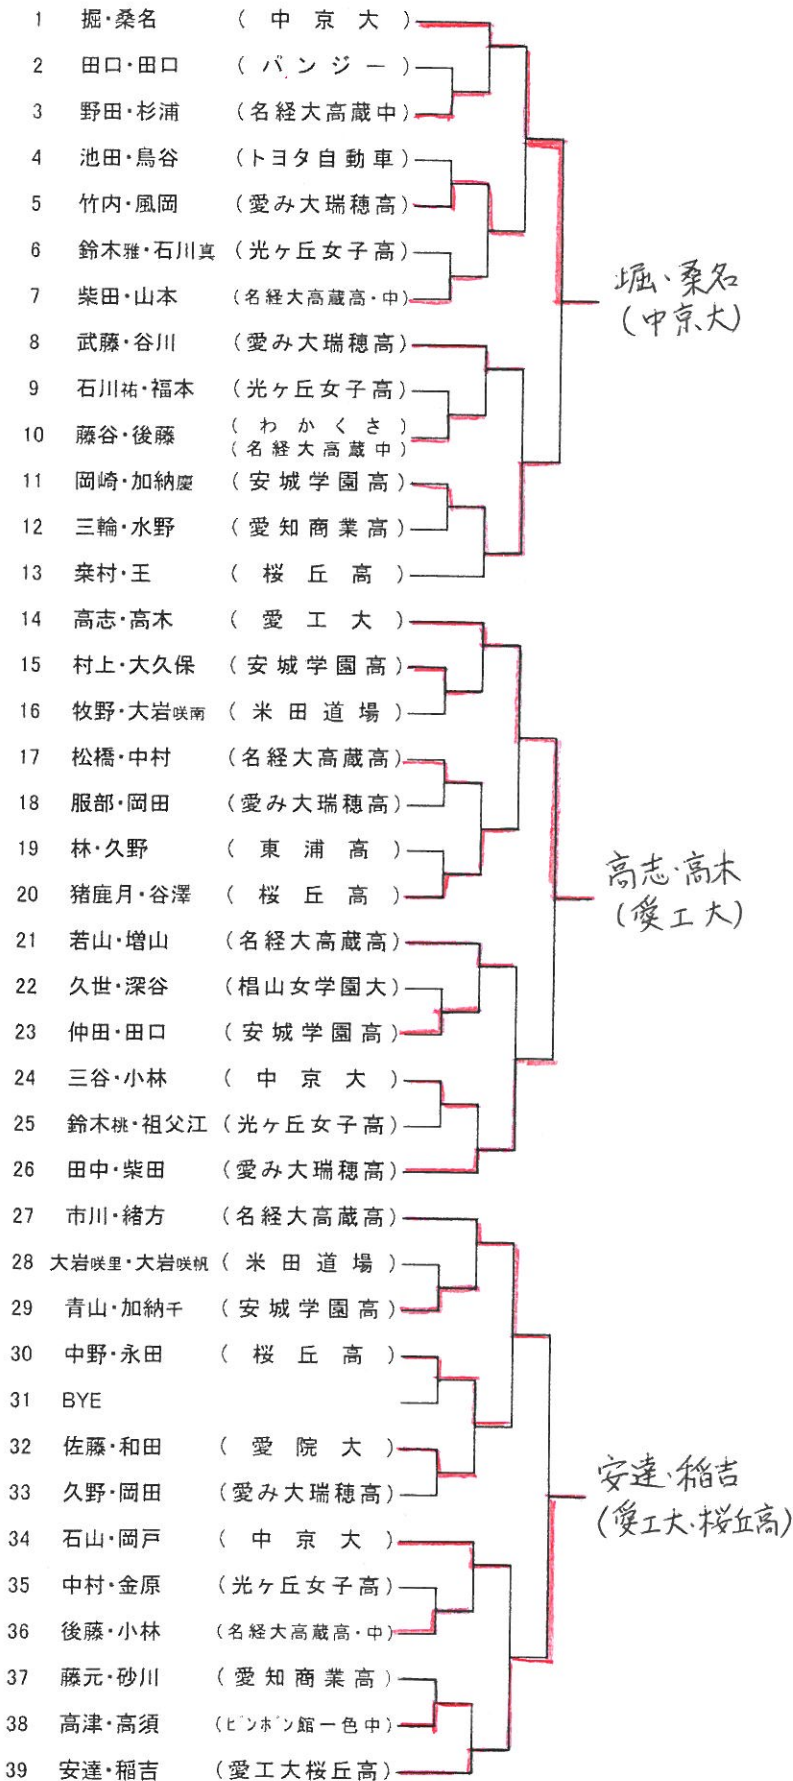 1 掘・桑名 (中京大)
2 田口・田口 (バンジー)
3 野田・杉浦 (名経大高蔵中)
4 池田・鳥谷 (トヨタ自動車)
5 竹内・風岡 (愛み大瑞穂高)
6 鈴木雅・石川真 (光ヶ丘女子高)
7 柴田・山本 (名経大高蔵高・中)
堀・桑名
(中京大)
8 武藤・谷川 (愛み大瑞穂高)
9 石川祐・福本 (光ヶ丘女子高)
10 藤谷・後藤 (わかくさ)
(名経大高蔵中)
11 岡崎・加納慶 (安城学園高)
12 三輪・水野 (愛知商業高)
13 桒村・王 (桜丘高)
14 高志・高木 (愛工大)
15 村上・大久保 (安城学園高)
16 牧野・大岩咲南 (米田道場)
17 松橋・中村 (名経大高蔵高)
18 服部・岡田 (愛み大瑞穂高)
19 林・久野 (東浦高)
20 猪鹿月・谷澤 (桜丘高)
高志・高木
(愛工大)
21 若山・増山 (名経大高蔵高)
22 久世・深谷 (椙山女学園大)
23 仲田・田口 (安城学園高)
24 三谷・小林 (中京大)
25 鈴木桃・祖父江 (光ヶ丘女子高)
26 田中・柴田 (愛み大瑞穂高)
27 市川・緒方 (名経大高蔵高)
28 大岩咲里・大岩咲帆 (米田道場)
29 青山・加納千 (安城学園高)
30 中野・永田 (桜丘高)
31 BYE
32 佐藤・和田 (愛院大)
33 久野・岡田 (愛み大瑞穂高)
安達・稲吉
(愛工大・桜丘高)
34 石山・岡戸 (中京大)
35 中村・金原 (光ヶ丘女子高)
36 後藤・小林 (名経大高蔵高・中)
37 藤元・砂川 (愛知商業高)
38 高津・高須 (ピンポン館一色中)
39 安達・稲吉 (愛工大桜丘高)